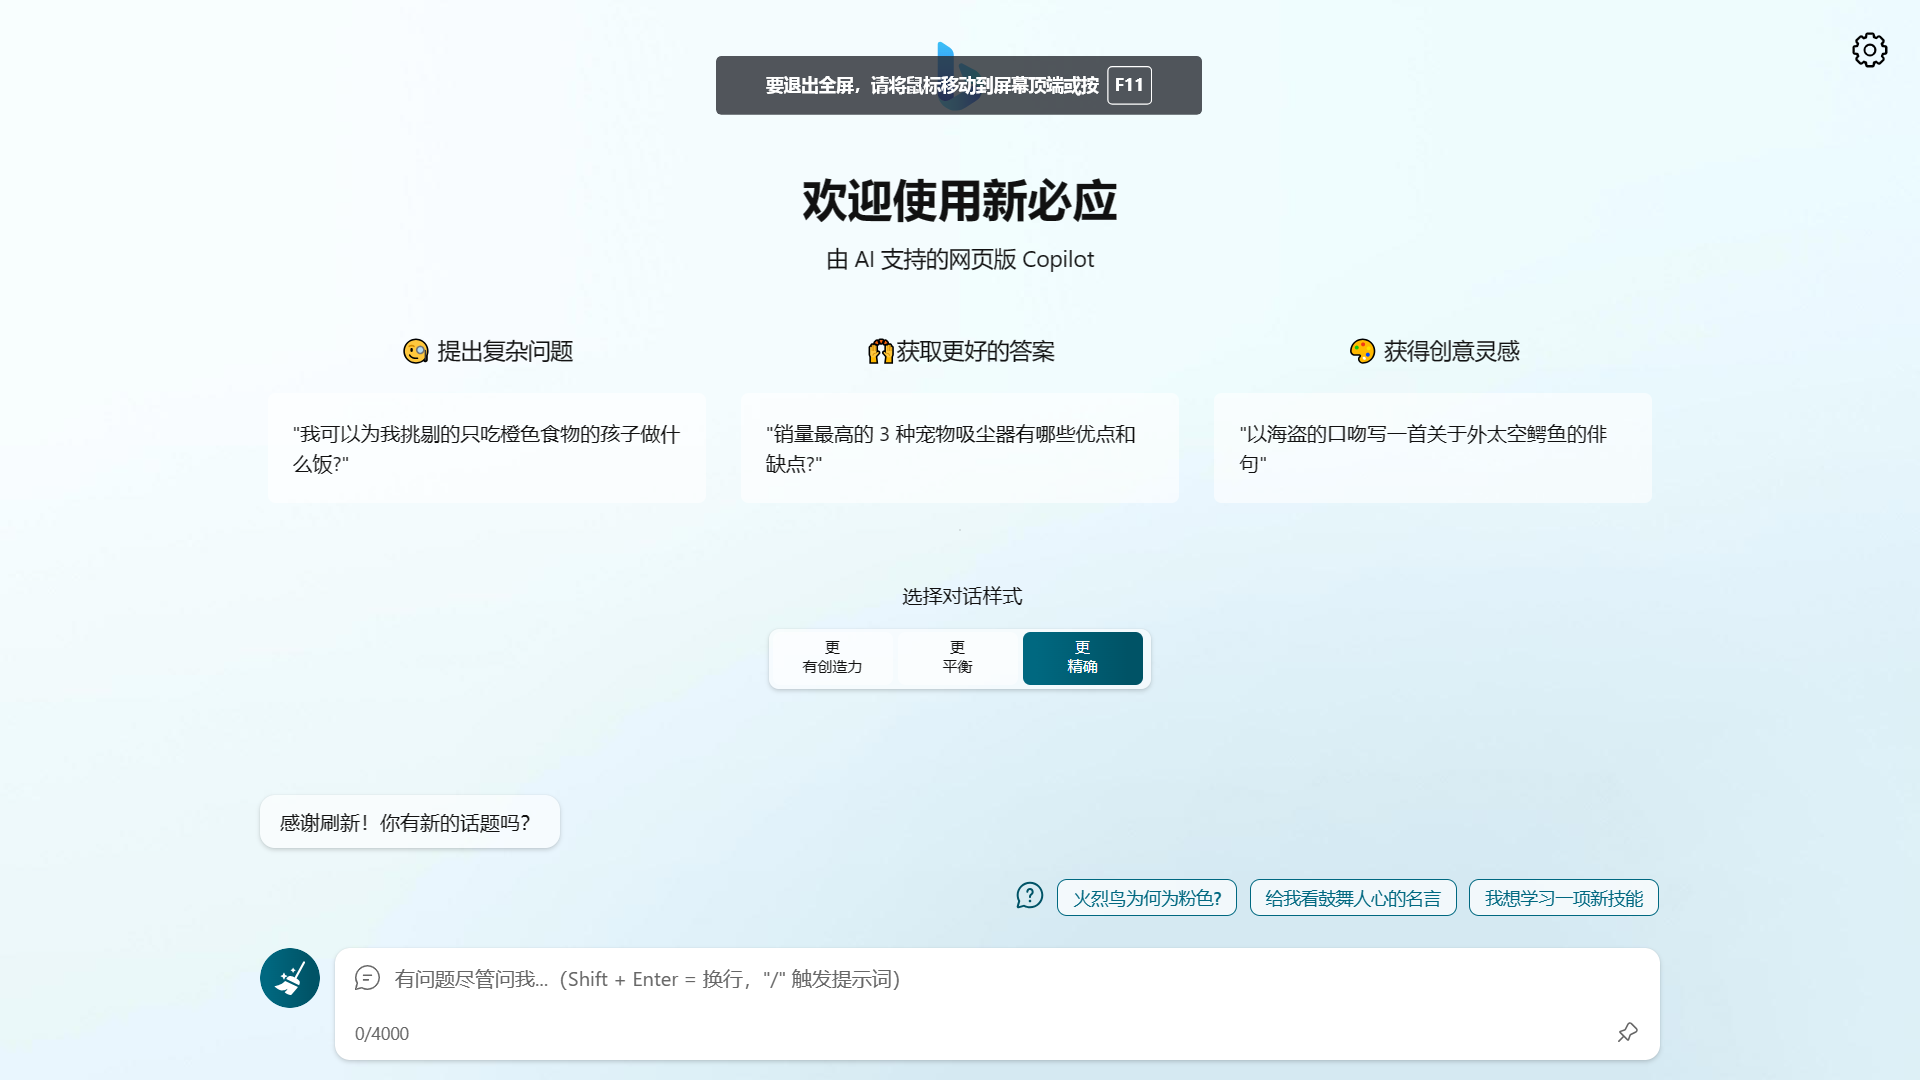 要退出全屏，请将鼠标移动到屏幕顶端或按 F11
欢迎使用新必应
由 AI 支持的网页版 Copilot
提出复杂问题
"我可以为我挑剔的只吃橙色食物的孩子做什
么饭?"
获取更好的答案
"销量最高的 3 种宠物吸尘器有哪些优点和
缺点?"
获得创意灵感
"以海盗的口吻写一首关于外太空鳄鱼的俳
句"
选择对话样式
更
有创造力
更
平衡
更
精确
感谢刷新！你有新的话题吗？
火烈鸟为何为粉色?
给我看鼓舞人心的名言
我想学习一项新技能
有问题尽管问我...（Shift + Enter = 换行，"/" 触发提示词）
0/4000